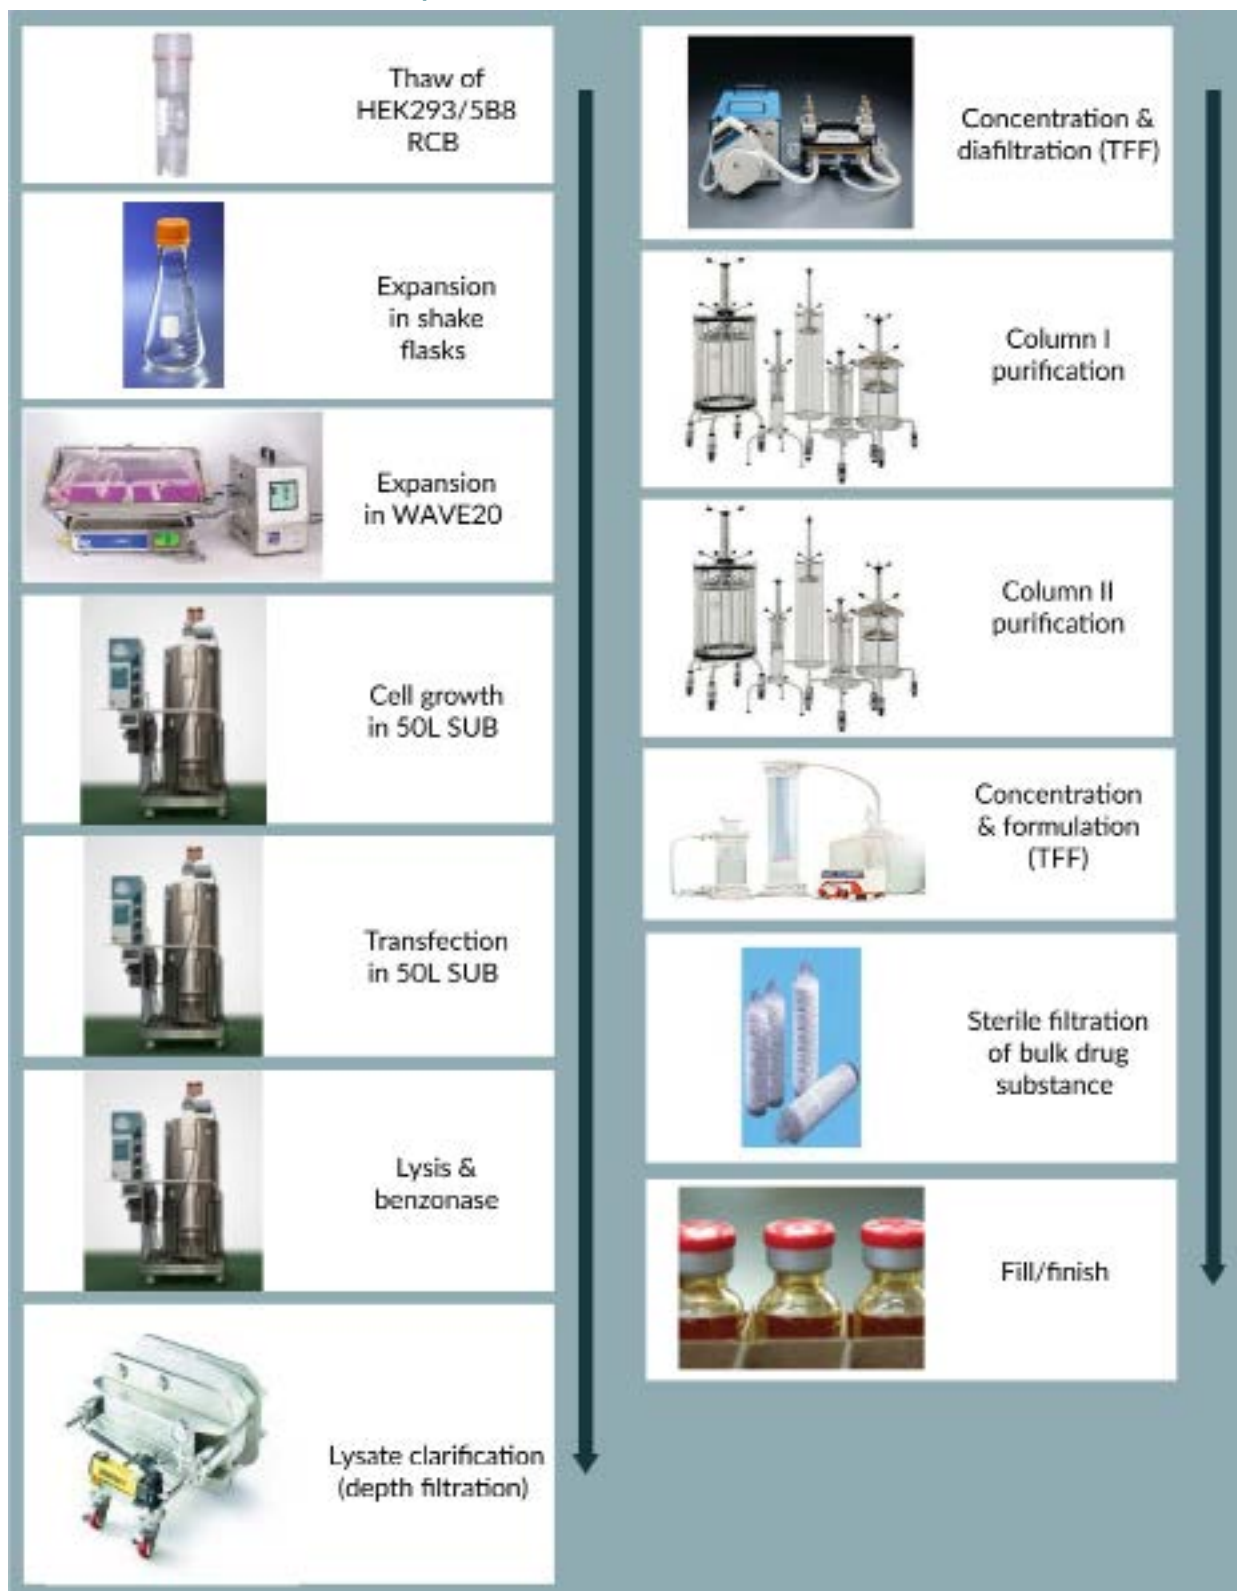 Thaw of
HEK293/5B8
RCB
Expansion
in shake
flasks
Expansion
in WAVE20
Cell growth
in 50L SUB
Transfection
in 50L SUB
Lysis &
benzonase
Lysate clarification
(depth filtration)
Concentration &
diafiltration (TFF)
Column I
purification
Column II
purification
Concentration
& formulation
(TFF)
Sterile filtration
of bulk drug
substance
Fill/finish